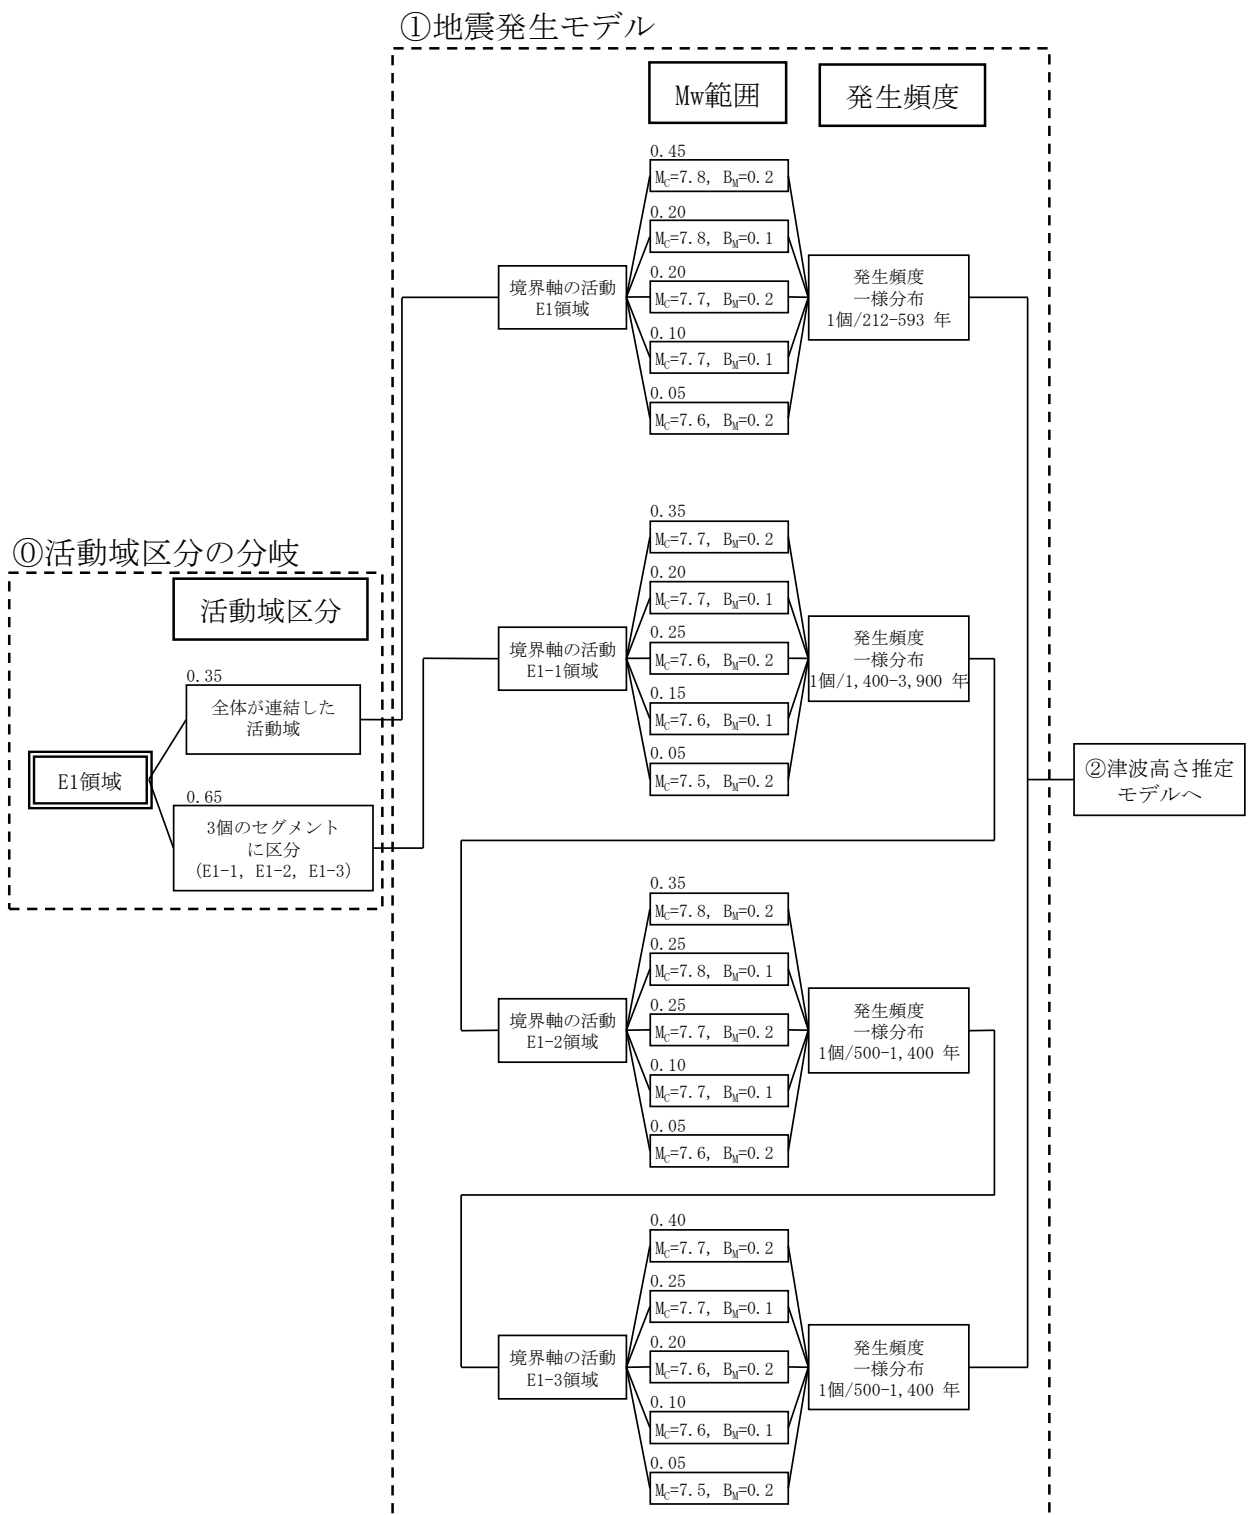 ①地震発生モデル
Mw範囲
発生頻度
0.45
MC=7.8, BM=0.2
0.20
MC=7.8, BM=0.1
0.20
MC=7.7, BM=0.2
0.10
MC=7.7, BM=0.1
0.05
MC=7.6, BM=0.2
境界軸の活動
E1領域
発生頻度
一様分布
1個/212-593 年
0.35
MC=7.7, BM=0.2
0.20
MC=7.7, BM=0.1
0.25
MC=7.6, BM=0.2
0.15
MC=7.6, BM=0.1
0.05
MC=7.5, BM=0.2
境界軸の活動
E1-1領域
発生頻度
一様分布
1個/1,400-3,900 年
⓪活動域区分の分岐
活動域区分
0.35
全体が連結した
活動域
E1領域
0.65
3個のセグメント
に区分
(E1-1, E1-2, E1-3)
②津波高さ推定
モデルへ
0.35
MC=7.8, BM=0.2
0.25
MC=7.8, BM=0.1
0.25
MC=7.7, BM=0.2
0.10
MC=7.7, BM=0.1
0.05
MC=7.6, BM=0.2
境界軸の活動
E1-2領域
発生頻度
一様分布
1個/500-1,400 年
0.40
MC=7.7, BM=0.2
0.25
MC=7.7, BM=0.1
0.20
MC=7.6, BM=0.2
0.10
MC=7.6, BM=0.1
0.05
MC=7.5, BM=0.2
境界軸の活動
E1-3領域
発生頻度
一様分布
1個/500-1,400 年